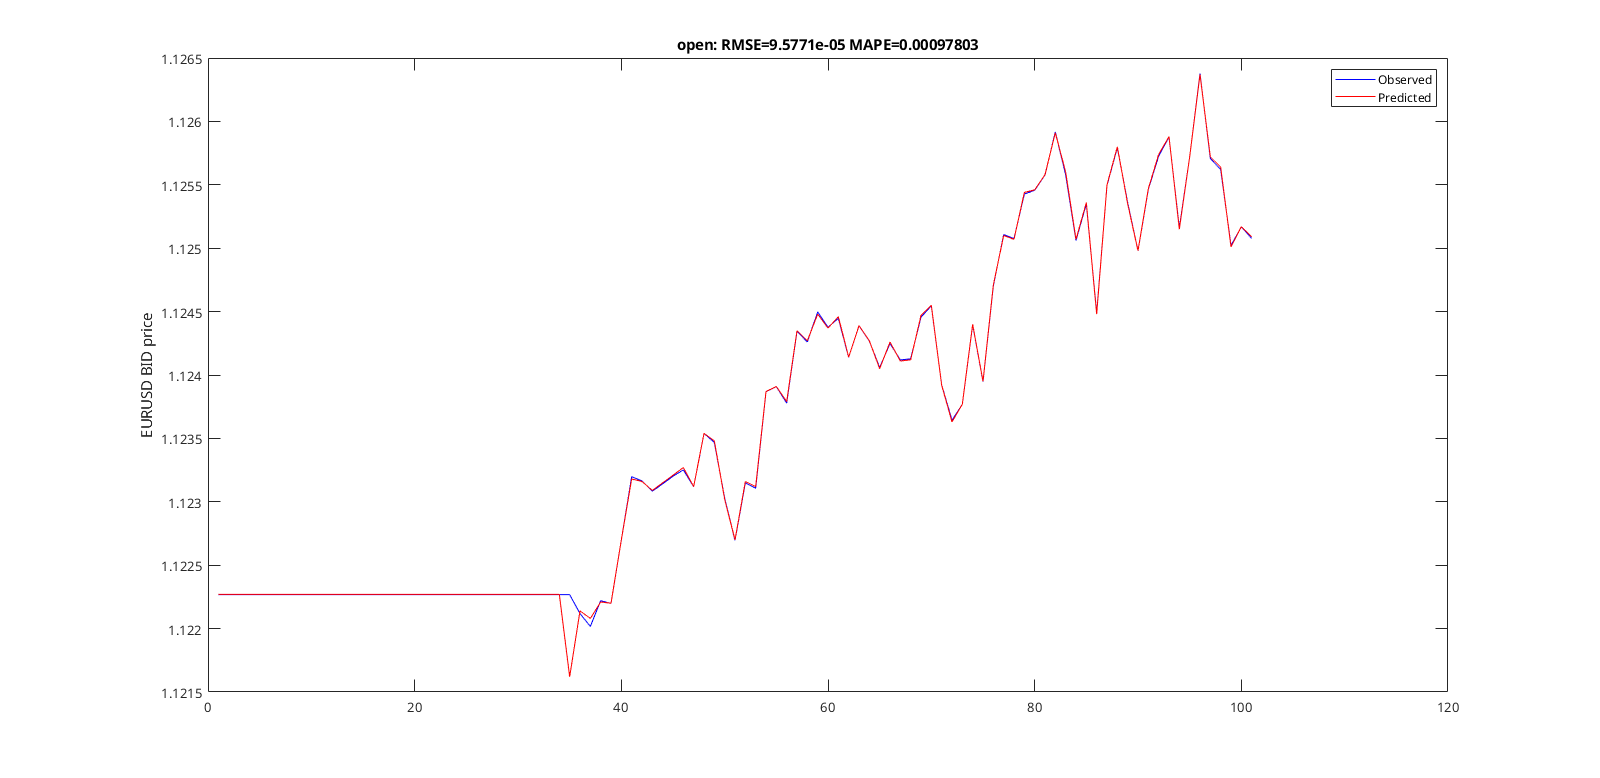 open: RMSE=9.5771e-05 MAPE=0.00097803
1.1265
1.126
1.1255
1.125
1.1245
1.124
1.1235
1.123
1.1225
1.122
1.1215
EURUSD BID price
Observed
Predicted
0 20 40 60 80 100 120